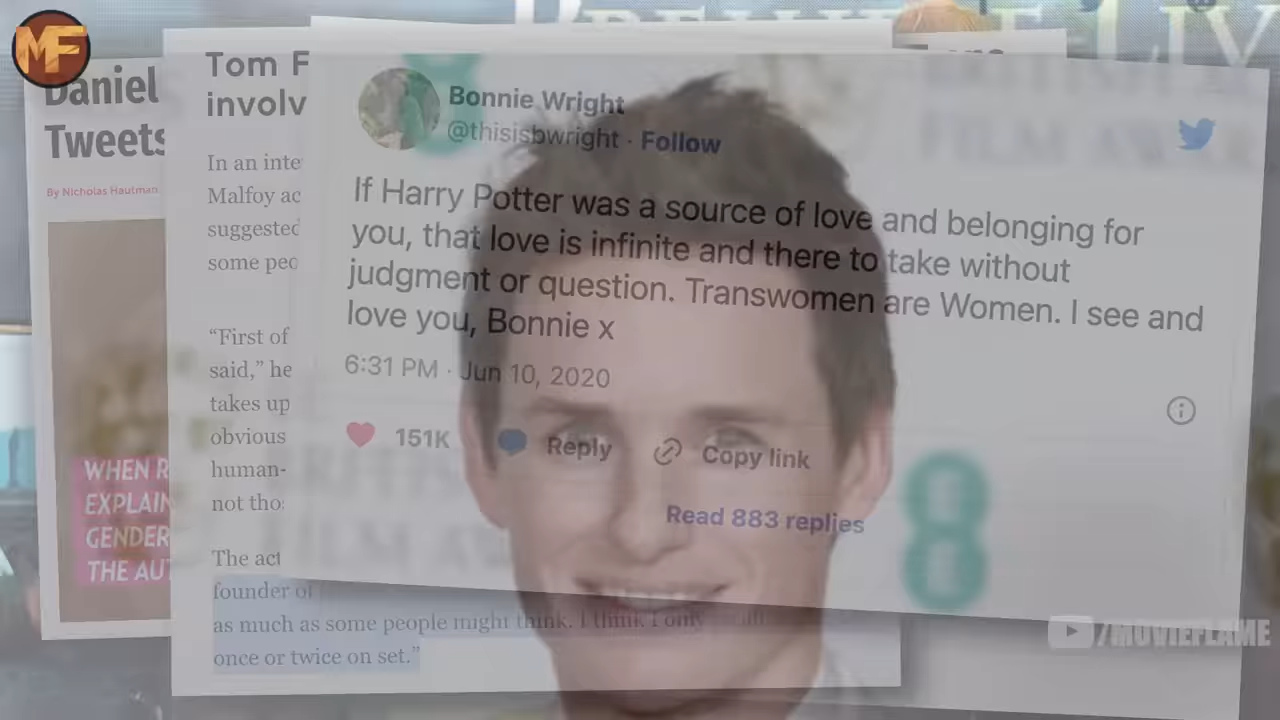 MF
Daniel
Tweets
By Nicholas Hautman
WHEN R
EXPLAIN
GENDER
THE AU
Tom F
involv
In an inte
Malfoy ac
suggested
some peo
“First of
said,” he
takes up
obvious
human-
not tho
The act
founder of
as much as some people might think. I think I only
once or twice on set.”
Bonnie Wright
@thisisbwright · Follow
If Harry Potter was a source of love and belonging for
you, that love is infinite and there to take without
judgment or question. Transwomen are Women. I see and
love you, Bonnie x
6:31 PM · Jun 10, 2020
151K Reply Copy link
Read 883 replies
BRITISH
FILM AWAR
8
/MOVIEFLAME